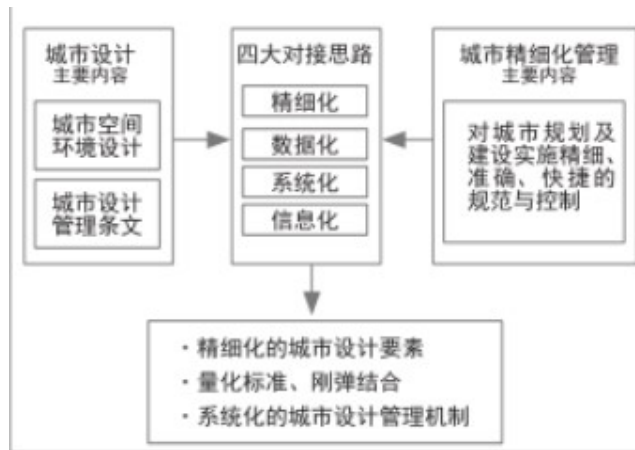 城市设计
主要内容
城市空间
环境设计
城市设计
管理条文
四大对接思路
精细化
数据化
系统化
信息化
城市精细化管理
主要内容
对城市规划及
建设实施精细、
准确、快捷的
规范与控制
·精细化的城市设计要素
·量化标准、刚弹结合
·系统化的城市设计管理机制